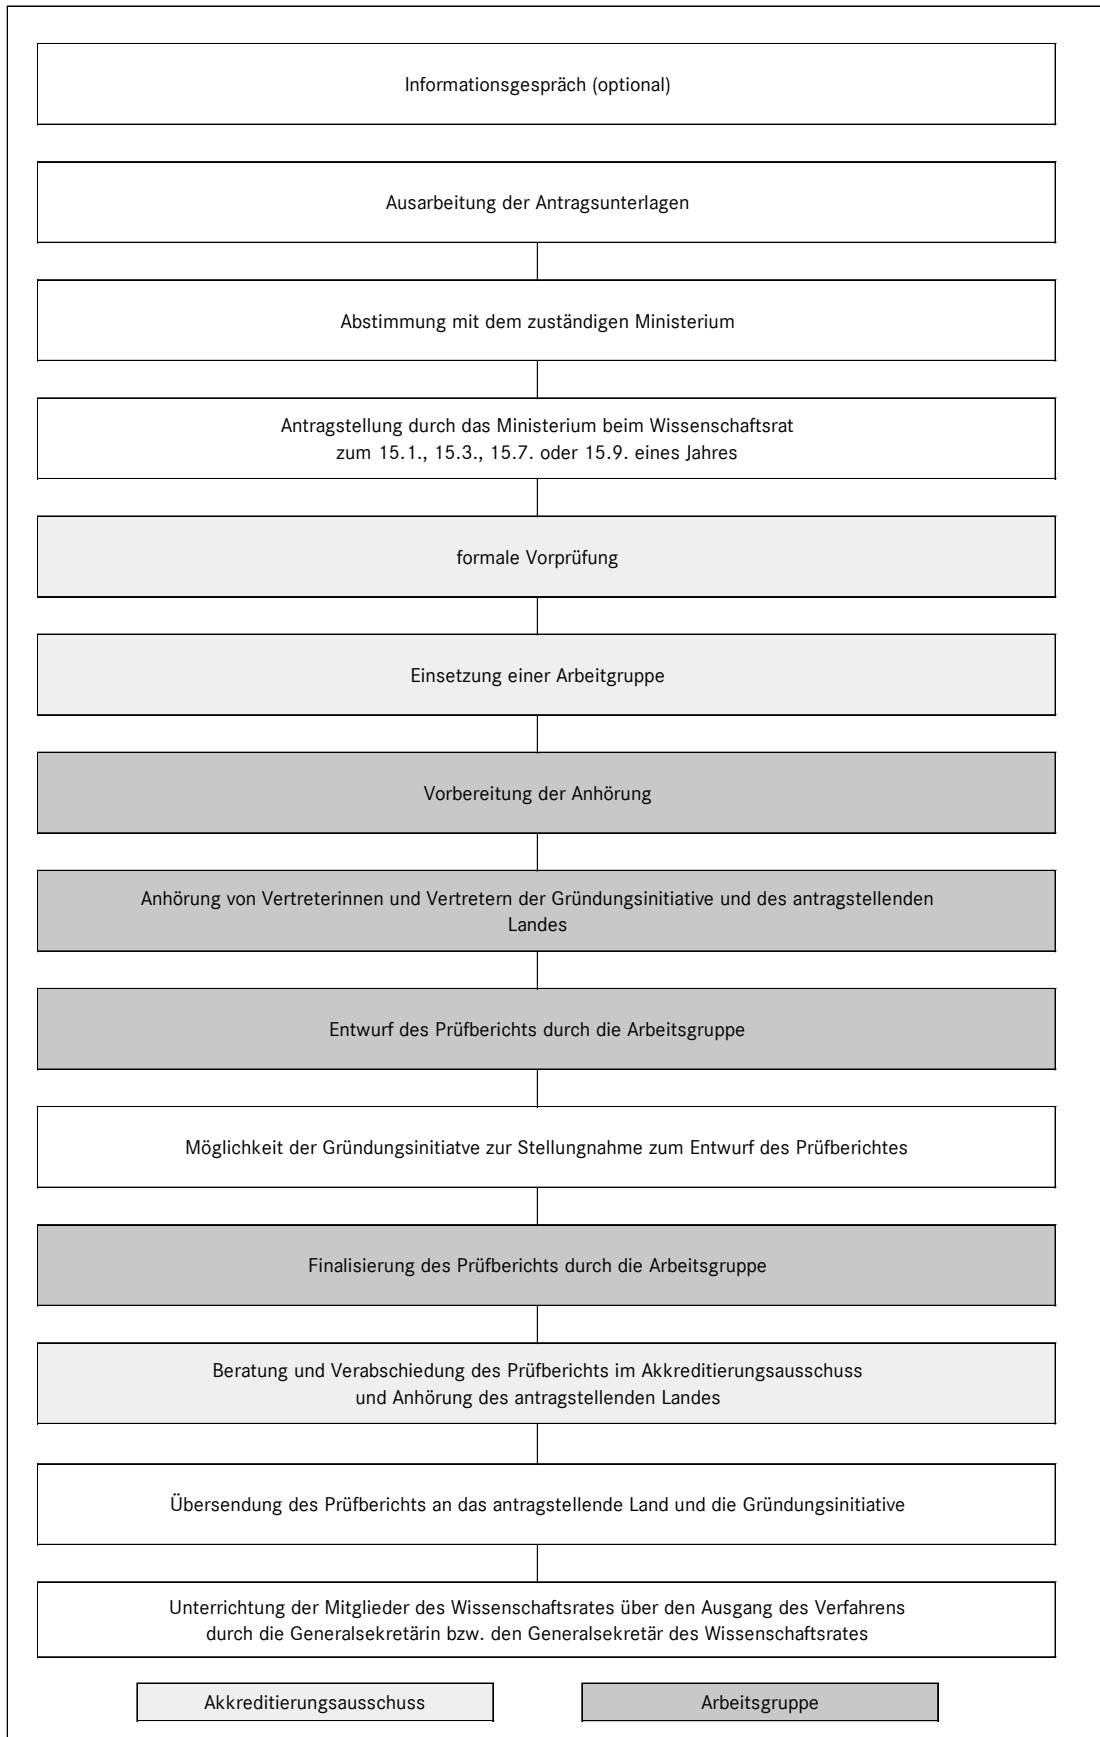 Informationsgespräch (optional)
Ausarbeitung der Antragsunterlagen
Abstimmung mit dem zuständigen Ministerium
Antragstellung durch das Ministerium beim Wissenschaftsrat
zum 15.1., 15.3., 15.7. oder 15.9. eines Jahres
formale Vorprüfung
Einsetzung einer Arbeitgruppe
Vorbereitung der Anhörung
Anhörung von Vertreterinnen und Vertretern der Gründungsinitiative und des antragstellenden
Landes
Entwurf des Prüfberichts durch die Arbeitsgruppe
Möglichkeit der Gründungsinitiatve zur Stellungnahme zum Entwurf des Prüfberichtes
Finalisierung des Prüfberichts durch die Arbeitsgruppe
Beratung und Verabschiedung des Prüfberichts im Akkreditierungsausschuss
und Anhörung des antragstellenden Landes
Übersendung des Prüfberichts an das antragstellende Land und die Gründungsinitiative
Unterrichtung der Mitglieder des Wissenschaftsrates über den Ausgang des Verfahrens
durch die Generalsekretärin bzw. den Generalsekretär des Wissenschaftsrates
Akkreditierungsausschuss
Arbeitsgruppe